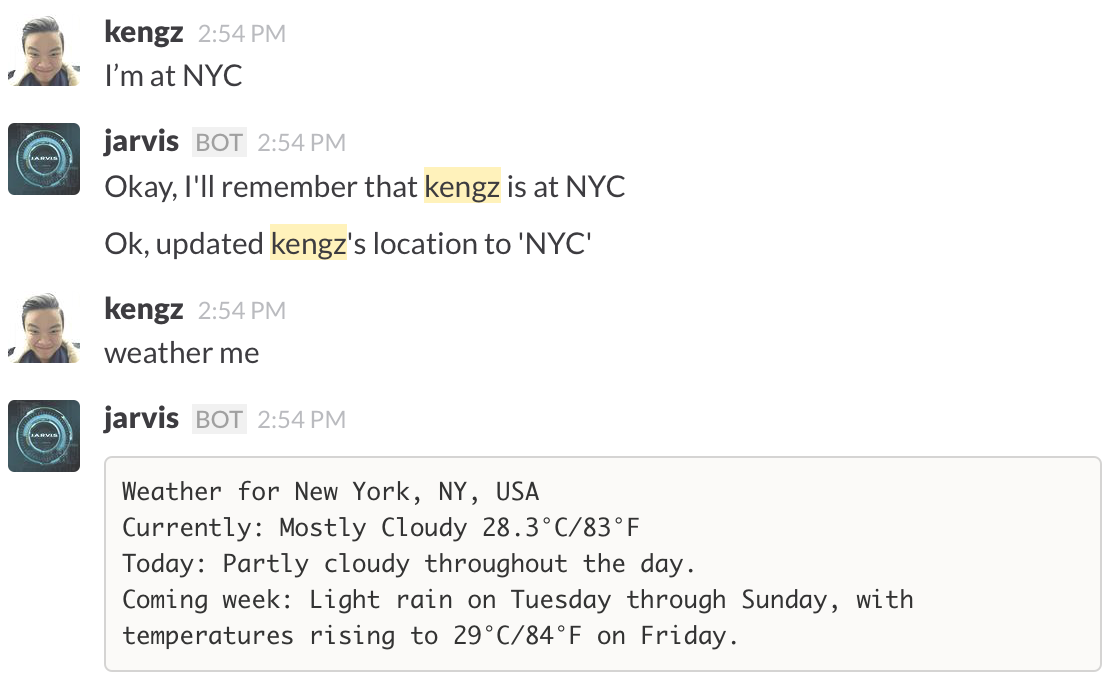 kengz 2:54 PM
I’m at NYC
JARVIS
jarvis BOT 2:54 PM
Okay, I'll remember that kengz is at NYC
Ok, updated kengz's location to 'NYC'
kengz 2:54 PM
weather me
JARVIS
jarvis BOT 2:54 PM
Weather for New York, NY, USA
Currently: Mostly Cloudy 28.3°C/83°F
Today: Partly cloudy throughout the day.
Coming week: Light rain on Tuesday through Sunday, with
temperatures rising to 29°C/84°F on Friday.